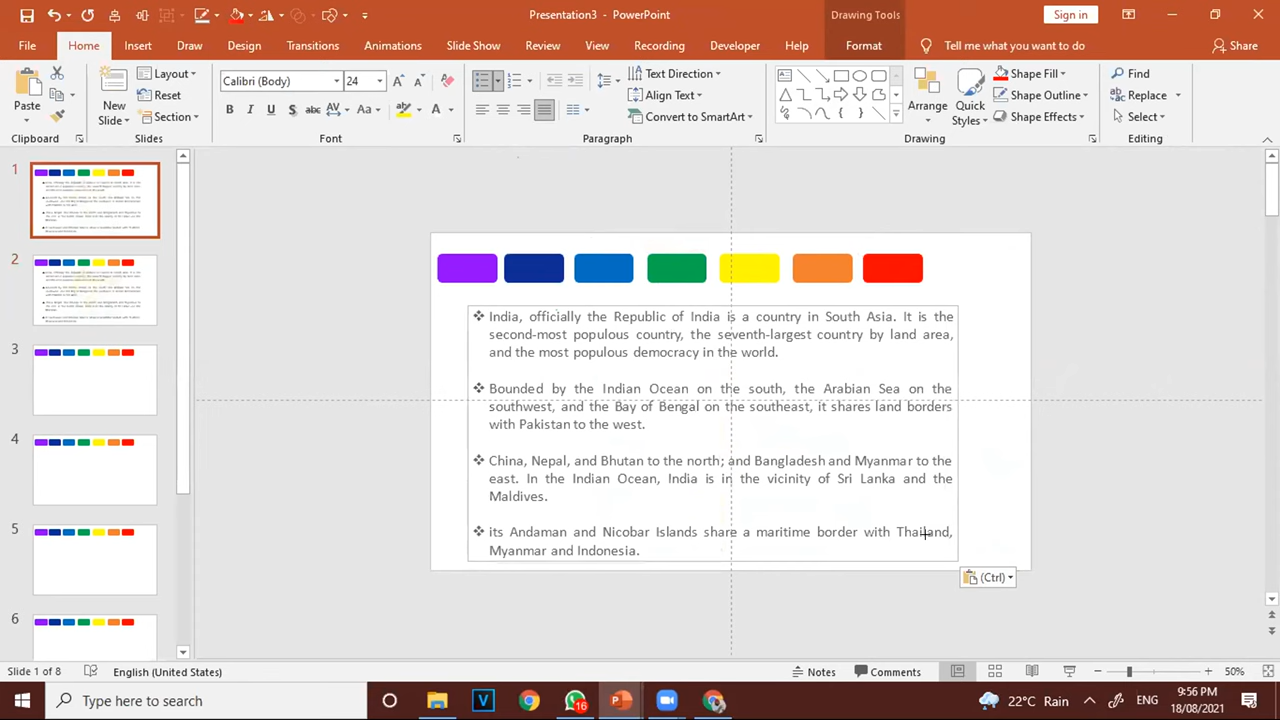 Presentation3 - PowerPoint
Drawing Tools
Sign in
File Home Insert Draw Design Transitions Animations Slide Show Review View Recording Developer Help Format Tell me what you want to do Share
Paste
Clipboard
New
Slide
Layout
Reset
Section
Slides
Calibri (Body) 24
B I U S abc AV Aa A
Font
Text Direction
Align Text
Convert to SmartArt
Paragraph
Arrange
Quick
Styles
Shape Fill
Shape Outline
Shape Effects
Drawing
Find
Replace
Select
Editing
1
2
3
4
5
6
❖ India, officially the Republic of India is a country in South Asia. It is the
second-most populous country, the seventh-largest country by land area,
and the most populous democracy in the world.
❖ Bounded by the Indian Ocean on the south, the Arabian Sea on the
southwest, and the Bay of Bengal on the southeast, it shares land borders
with Pakistan to the west.
❖ China, Nepal, and Bhutan to the north; and Bangladesh and Myanmar to the
east. In the Indian Ocean, India is in the vicinity of Sri Lanka and the
Maldives.
❖ its Andaman and Nicobar Islands share a maritime border with Thailand,
Myanmar and Indonesia.
(Ctrl)
Slide 1 of 8 English (United States) Notes Comments 50%
Type here to search
16
22°C Rain ENG
9:56 PM
18/08/2021